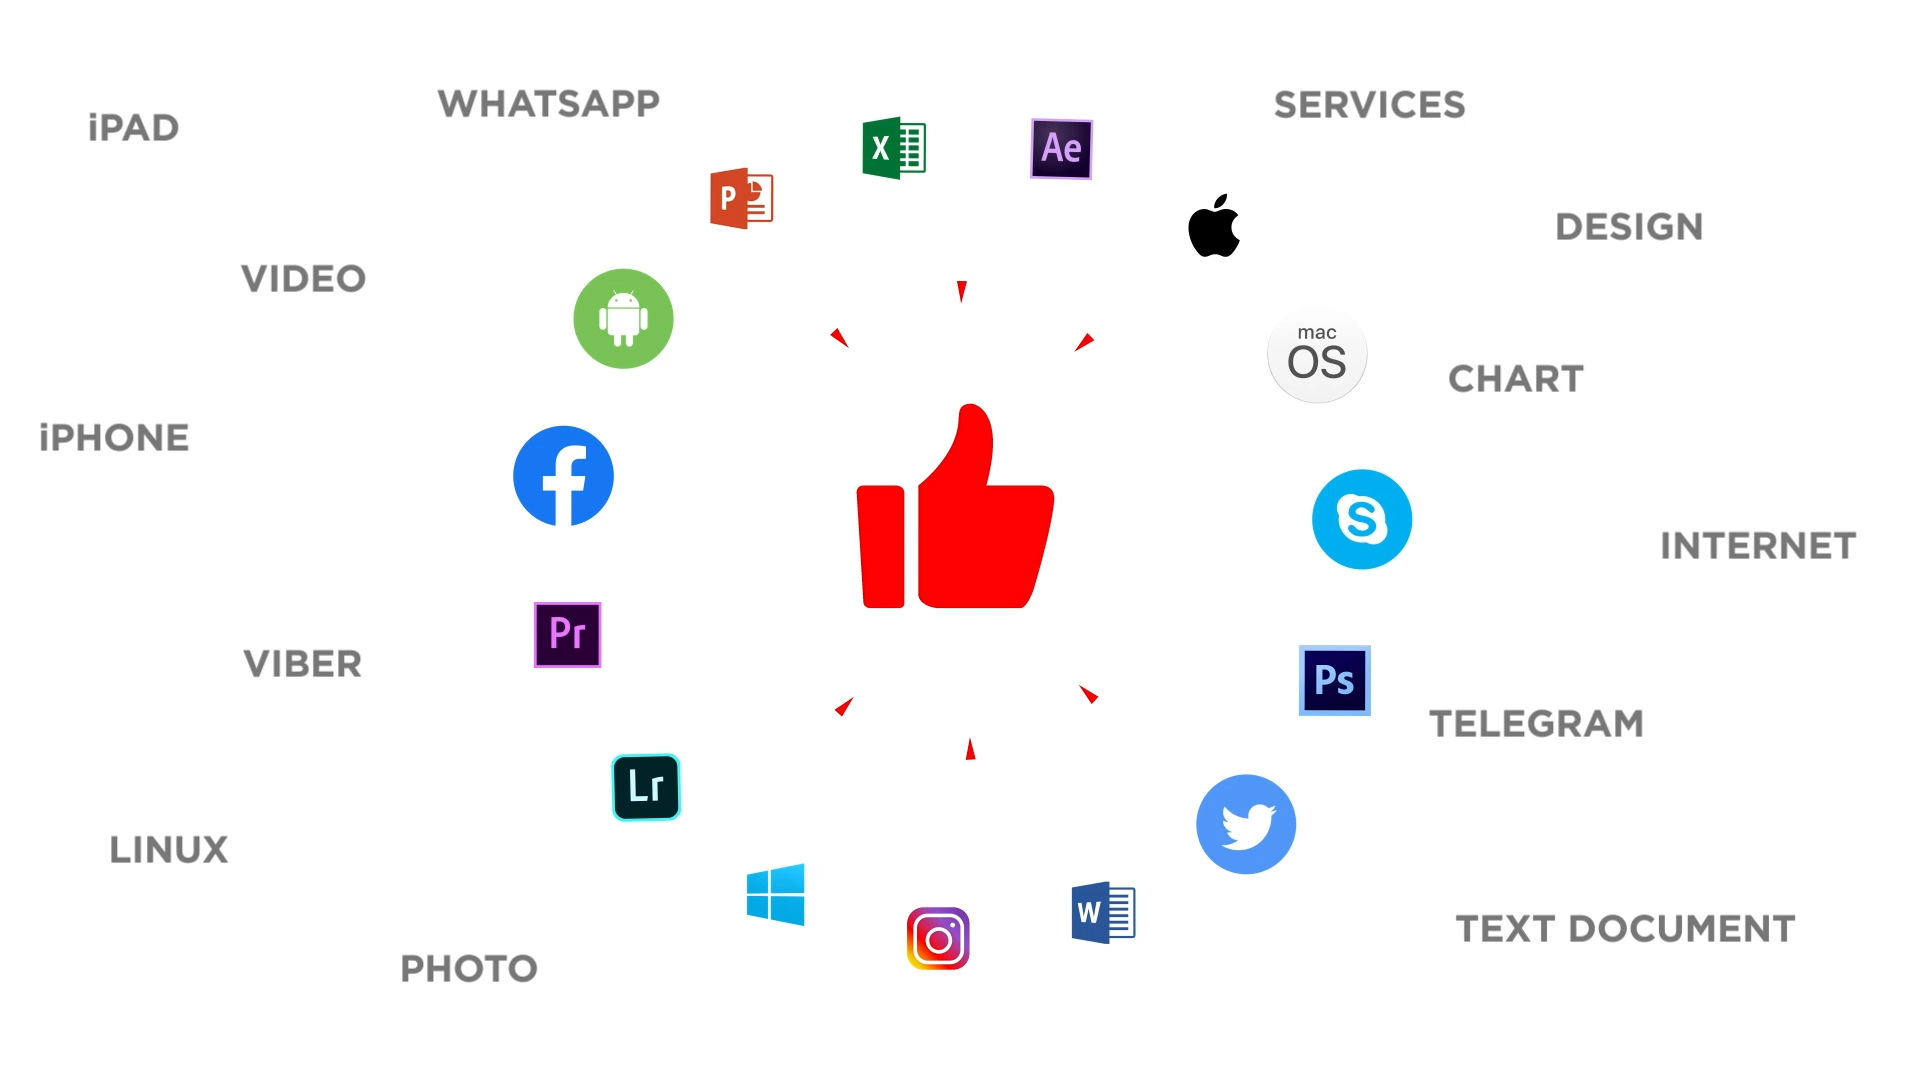 WHATSAPP
SERVICES
iPAD
X
Ae
P
DESIGN
VIDEO
mac
OS
CHART
iPHONE
f
S
INTERNET
Pr
VIBER
Ps
TELEGRAM
Lr
LINUX
W
TEXT DOCUMENT
PHOTO